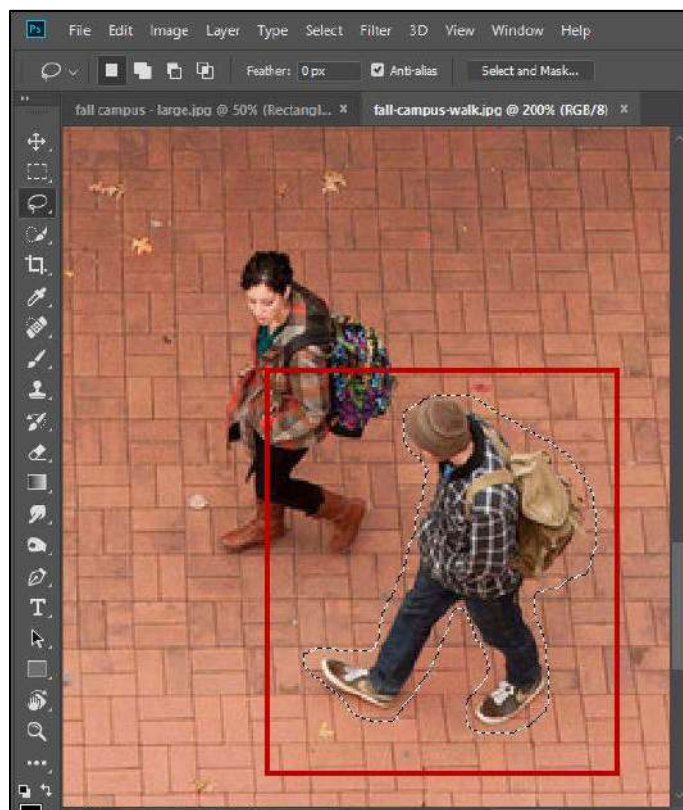 Ps File Edit Image Layer Type Select Filter 3D View Window Help
Feather: 0 px Anti-alias Select and Mask...
fall campus - large.jpg @ 50% (Rectangl... x fall-campus-walk.jpg @ 200% (RGB/8) x
T